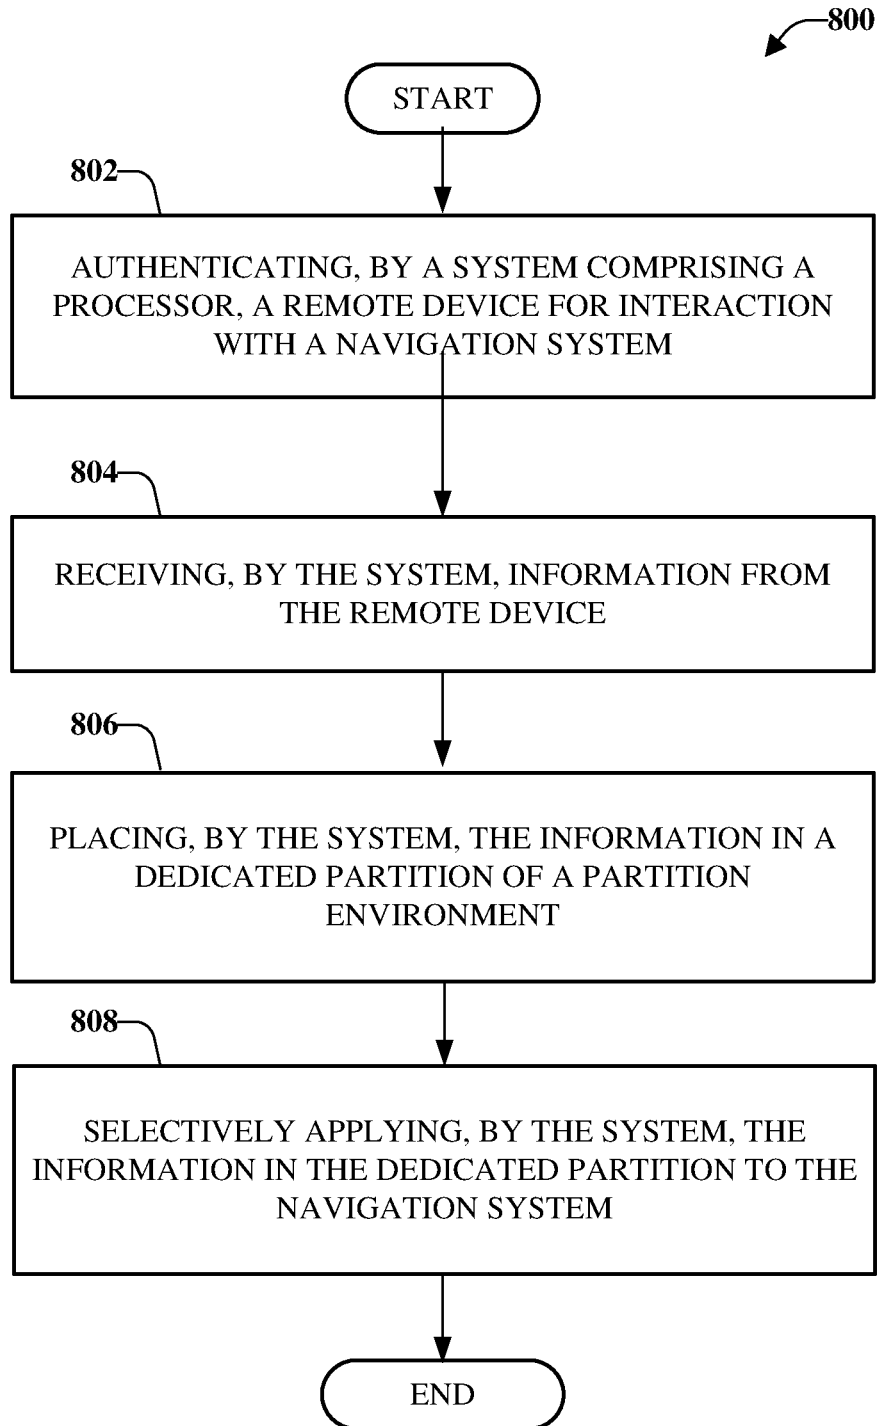 800
START
802
AUTHENTICATING, BY A SYSTEM COMPRISING A
PROCESSOR, A REMOTE DEVICE FOR INTERACTION
WITH A NAVIGATION SYSTEM
804
RECEIVING, BY THE SYSTEM, INFORMATION FROM
THE REMOTE DEVICE
806
PLACING, BY THE SYSTEM, THE INFORMATION IN A
DEDICATED PARTITION OF A PARTITION
ENVIRONMENT
808
SELECTIVELY APPLYING, BY THE SYSTEM, THE
INFORMATION IN THE DEDICATED PARTITION TO THE
NAVIGATION SYSTEM
END